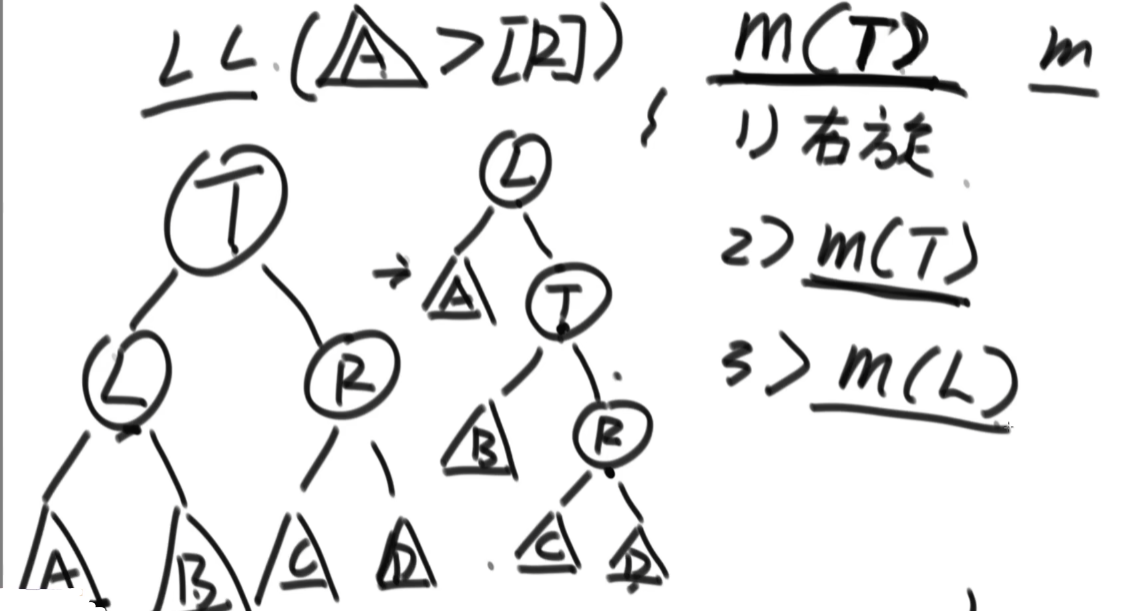 LL (A > [R])
m(T)
m
1) 右旋
2> m(T)
3> m(L)
T
L
R
A
B
C
D
→
L
A
T
B
R
C
D